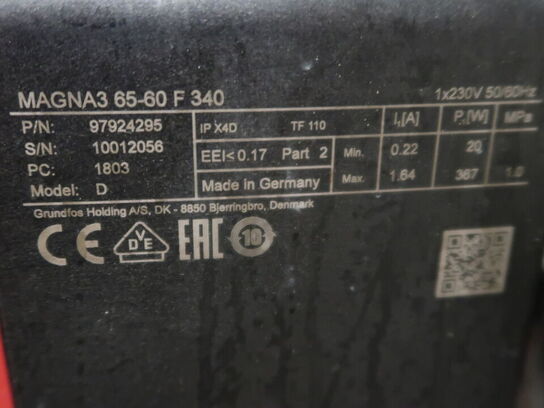 MAGNA3 65-60 F 340 1x230V 50/60Hz
P/N: 97924295 IP X4D TF 110 I₁[A] P₁[W] MPa
S/N: 10012056 EEI≤0.17 Part 2 Min. 0.22 20
PC: 1803 Made in Germany Max. 1.64 367 1.0
Model: D
Grundfos Holding A/S, DK - 8850 Bjerringbro, Denmark
CE VDE EAC 10